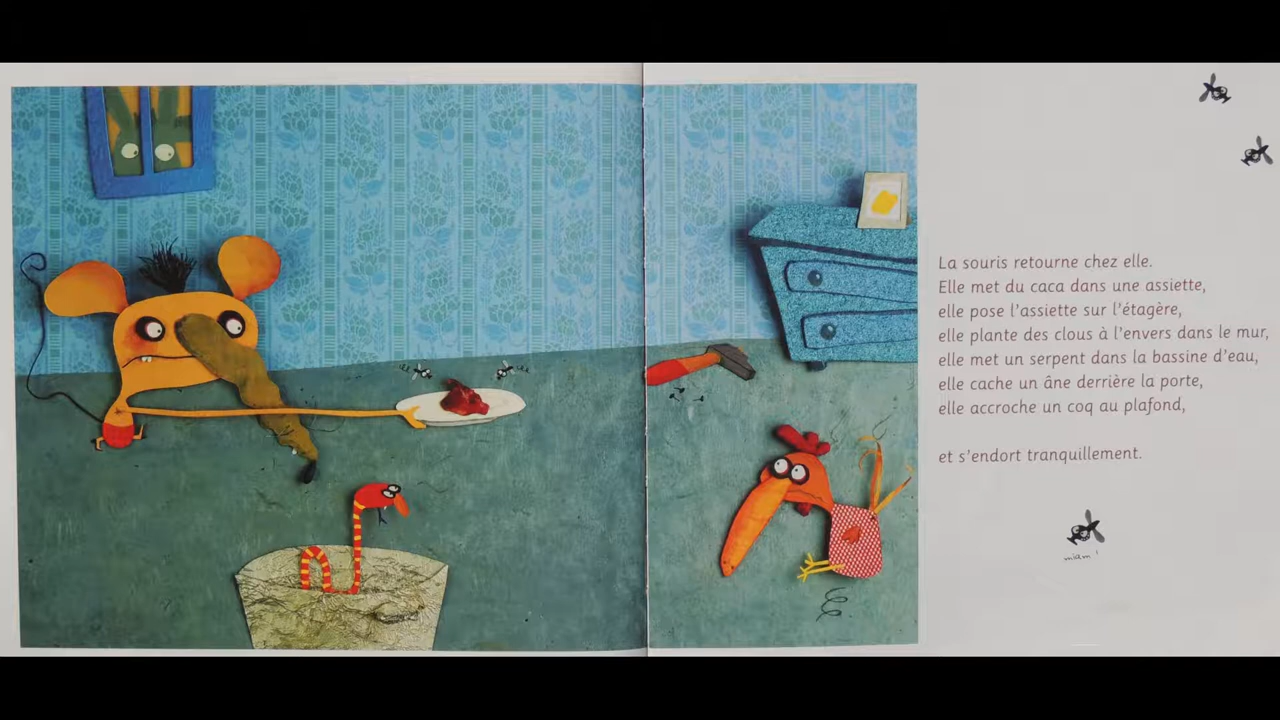 La souris retourne chez elle.
Elle met du caca dans une assiette,
elle pose l'assiette sur l'étagère,
elle plante des clous à l'envers dans le mur,
elle met un serpent dans la bassine d'eau,
elle cache un âne derrière la porte,
elle accroche un coq au plafond,
et s'endort tranquillement.
miam !